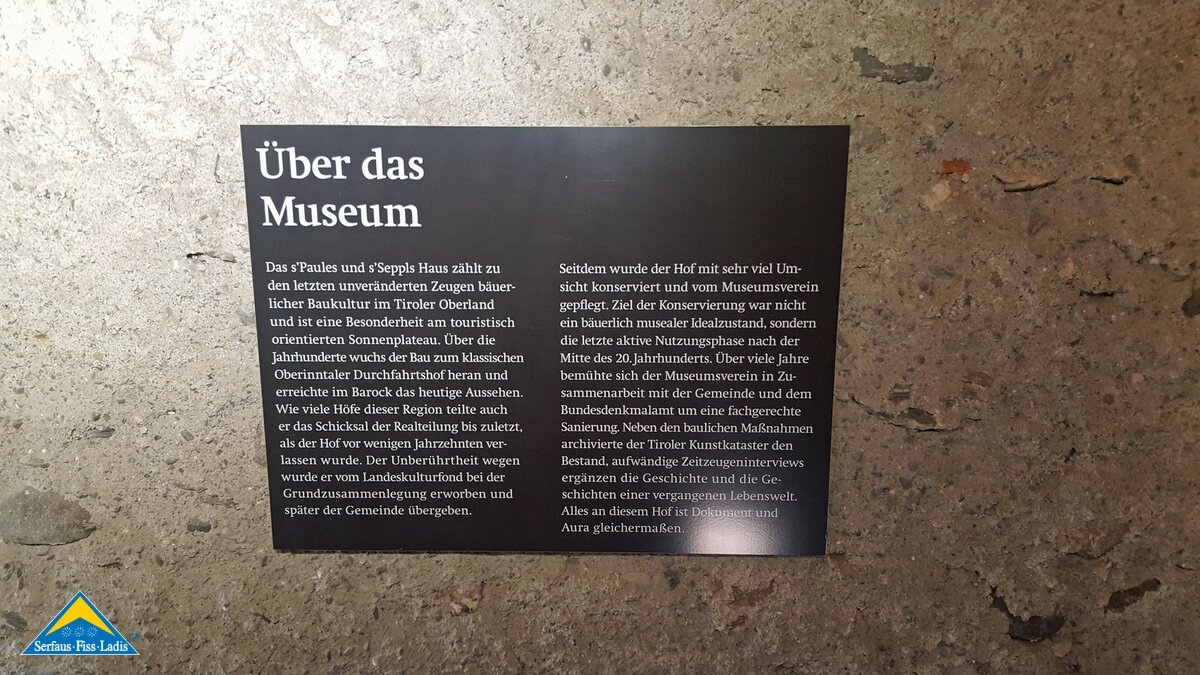 Über das
Museum
Das s'Paules und s'Seppls Haus zählt zu
den letzten unveränderten Zeugen bäuer-
licher Baukultur im Tiroler Oberland
und ist eine Besonderheit am touristisch
orientierten Sonnenplateau. Über die
Jahrhunderte wuchs der Bau zum klassischen
Oberinntaler Durchfahrtshof heran und
erreichte im Barock das heutige Aussehen.
Wie viele Höfe dieser Region teilte auch
er das Schicksal der Realteilung bis zuletzt,
als der Hof vor wenigen Jahrzehnten ver-
lassen wurde. Der Unberührtheit wegen
wurde er vom Landeskulturfond bei der
Grundzusammenlegung erworben und
später der Gemeinde übergeben.
Seitdem wurde der Hof mit sehr viel Um-
sicht konserviert und vom Museumsverein
gepflegt. Ziel der Konservierung war nicht
ein bäuerlich musealer Idealzustand, sondern
die letzte aktive Nutzungsphase nach der
Mitte des 20. Jahrhunderts. Über viele Jahre
bemühte sich der Museumsverein in Zu-
sammenarbeit mit der Gemeinde und dem
Bundesdenkmalamt um eine fachgerechte
Sanierung. Neben den baulichen Maßnahmen
archivierte der Tiroler Kunstkataster den
Bestand, aufwändige Zeitzeugeninterviews
ergänzen die Geschichte und die Ge-
schichten einer vergangenen Lebenswelt.
Alles an diesem Hof ist Dokument und
Aura gleichermaßen.
Serfaus·Fiss·Ladis